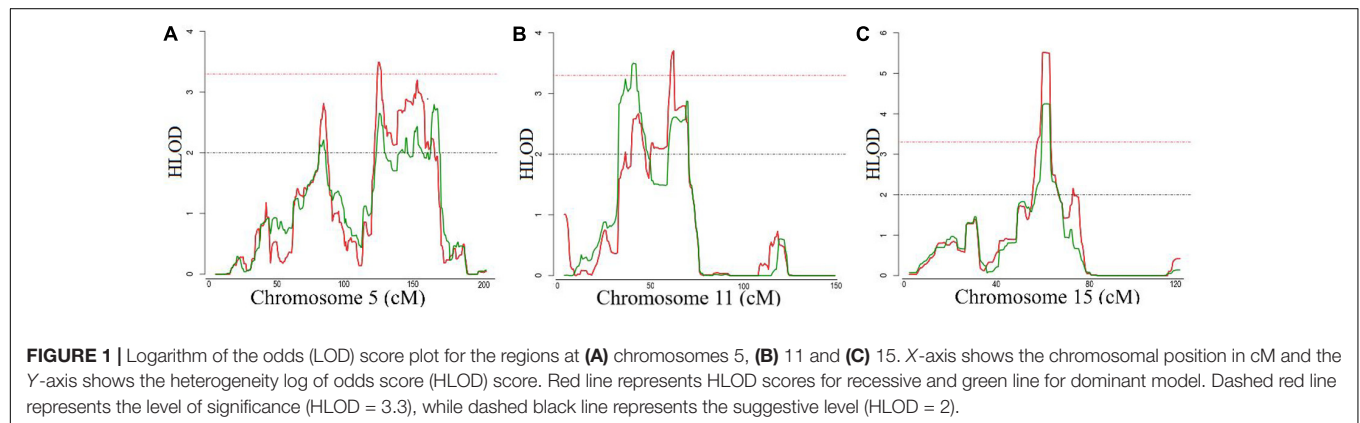 A
4
3
2
1
0
HLOD
0
50
100
150
200
Chromosome 5 (cM)
B
4
3
2
1
0
HLOD
0
50
100
150
Chromosome 11 (cM)
C
6
5
4
3
2
1
0
HLOD
0
40
80
120
Chromosome 15 (cM)
FIGURE 1 | Logarithm of the odds (LOD) score plot for the regions at (A) chromosomes 5, (B) 11 and (C) 15. X-axis shows the chromosomal position in cM and the
Y-axis shows the heterogeneity log of odds score (HLOD) score. Red line represents HLOD scores for recessive and green line for dominant model. Dashed red line
represents the level of significance (HLOD = 3.3), while dashed black line represents the suggestive level (HLOD = 2).